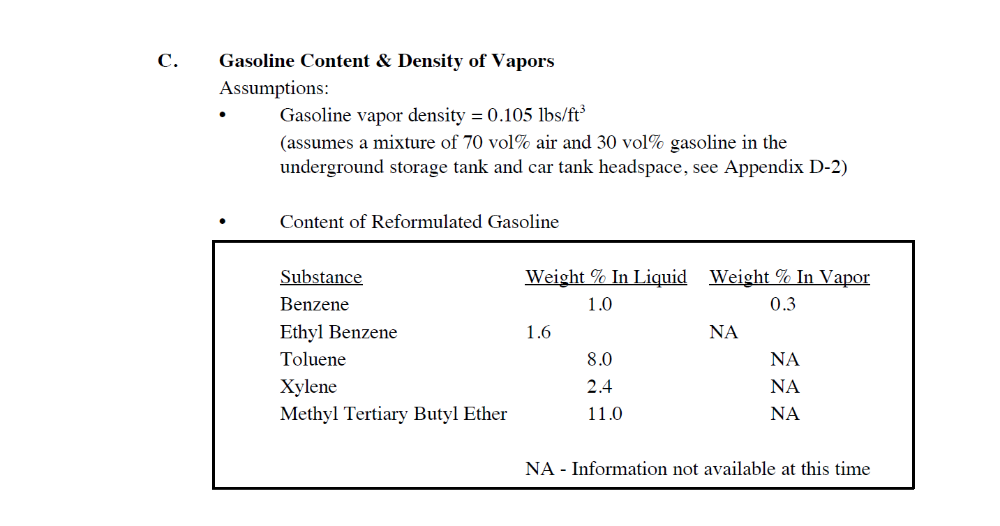 C. Gasoline Content & Density of Vapors
Assumptions:
• Gasoline vapor density = 0.105 lbs/ft³
(assumes a mixture of 70 vol% air and 30 vol% gasoline in the
underground storage tank and car tank headspace, see Appendix D-2)
• Content of Reformulated Gasoline
Substance Weight % In Liquid Weight % In Vapor
Benzene 1.0 0.3
Ethyl Benzene 1.6 NA
Toluene 8.0 NA
Xylene 2.4 NA
Methyl Tertiary Butyl Ether 11.0 NA
NA - Information not available at this time